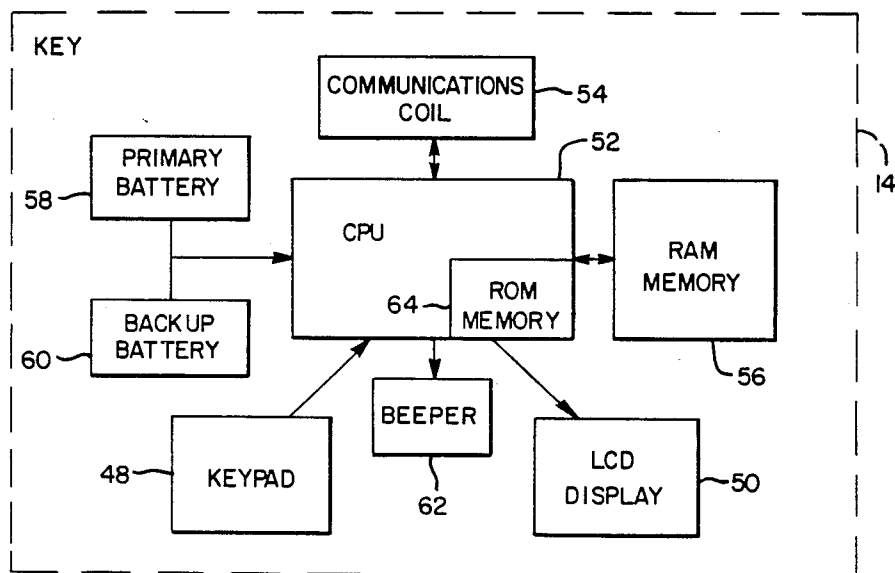 KEY
COMMUNICATIONS
COIL
54
52
PRIMARY
BATTERY
58
14
CPU
RAM
MEMORY
64
ROM
MEMORY
BACKUP
BATTERY
60
56
BEEPER
48
KEYPAD
62
LCD
DISPLAY
50